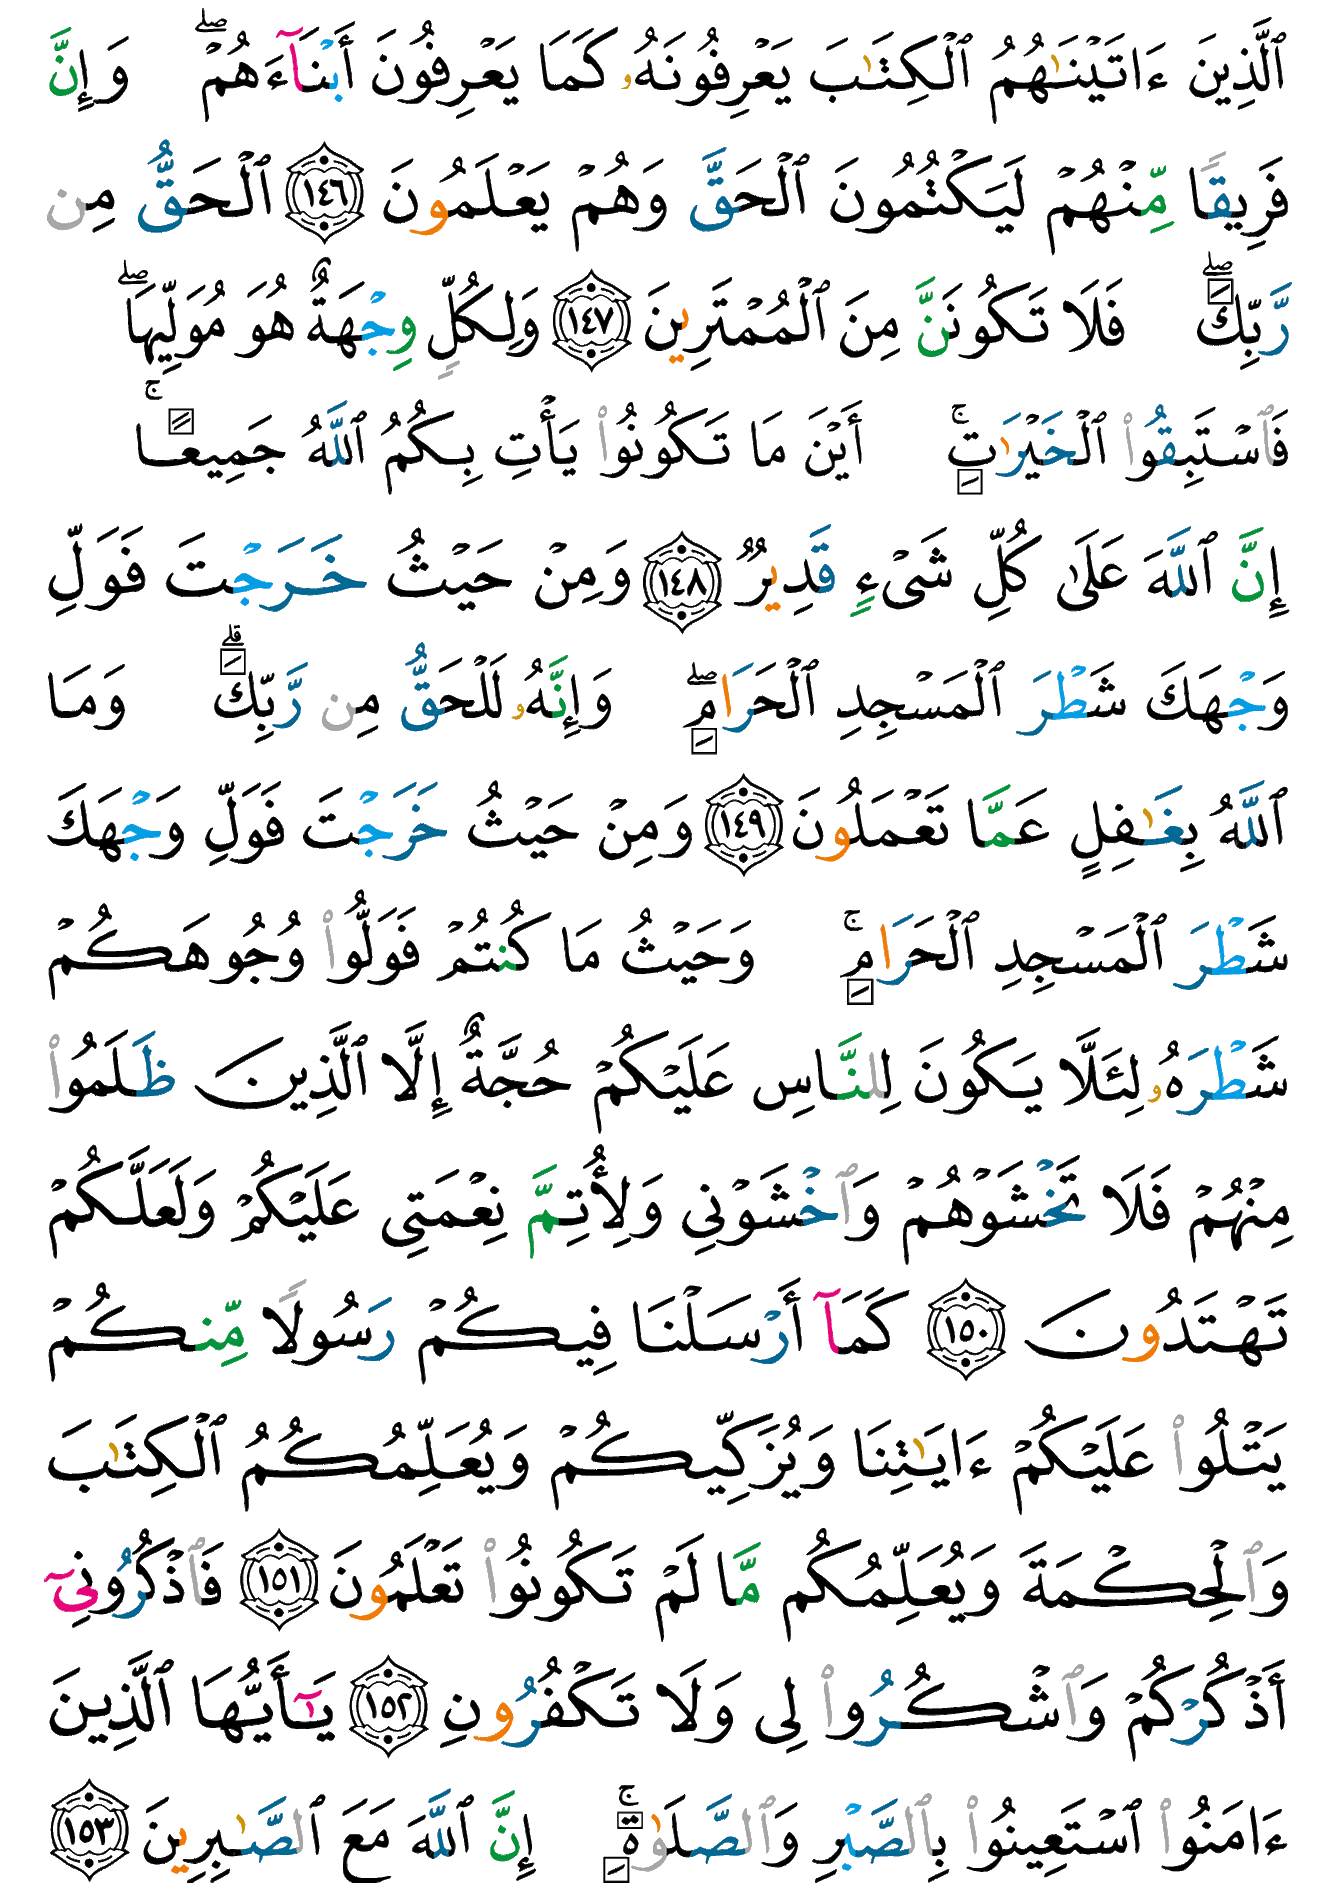 ٱلَّذِينَ ءَاتَيْنَٰهُمُ ٱلْكِتَٰبَ يَعْرِفُونَهُۥ كَمَا يَعْرِفُونَ أَبْنَآءَهُمْ ۖ وَإِنَّ
فَرِيقًا مِّنْهُمْ لَيَكْتُمُونَ ٱلْحَقَّ وَهُمْ يَعْلَمُونَ ١٤٦ ٱلْحَقُّ مِن
رَّبِّكَ ۖ فَلَا تَكُونَنَّ مِنَ ٱلْمُمْتَرِينَ ١٤٧ وَلِكُلٍّ وِجْهَةٌ هُوَ مُوَلِّيهَا ۖ
فَٱسْتَبِقُوا۟ ٱلْخَيْرَٰتِ ۚ أَيْنَ مَا تَكُونُوا۟ يَأْتِ بِكُمُ ٱللَّهُ جَمِيعًا ۚ
إِنَّ ٱللَّهَ عَلَىٰ كُلِّ شَىْءٍ قَدِيرٌ ١٤٨ وَمِنْ حَيْثُ خَرَجْتَ فَوَلِّ
وَجْهَكَ شَطْرَ ٱلْمَسْجِدِ ٱلْحَرَامِ ۖ وَإِنَّهُۥ لَلْحَقُّ مِن رَّبِّكَ ۗ وَمَا
ٱللَّهُ بِغَٰفِلٍ عَمَّا تَعْمَلُونَ ١٤٩ وَمِنْ حَيْثُ خَرَجْتَ فَوَلِّ وَجْهَكَ
شَطْرَ ٱلْمَسْجِدِ ٱلْحَرَامِ ۚ وَحَيْثُ مَا كُنتُمْ فَوَلُّوا۟ وُجُوهَكُمْ
شَطْرَهُۥ لِئَلَّا يَكُونَ لِلنَّاسِ عَلَيْكُمْ حُجَّةٌ إِلَّا ٱلَّذِينَ ظَلَمُوا۟
مِنْهُمْ فَلَا تَخْشَوْهُمْ وَٱخْشَوْنِى وَلِأُتِمَّ نِعْمَتِى عَلَيْكُمْ وَلَعَلَّكُمْ
تَهْتَدُونَ ١٥٠ كَمَآ أَرْسَلْنَا فِيكُمْ رَسُولًا مِّنكُمْ
يَتْلُوا۟ عَلَيْكُمْ ءَايَٰتِنَا وَيُزَكِّيكُمْ وَيُعَلِّمُكُمُ ٱلْكِتَٰبَ
وَٱلْحِكْمَةَ وَيُعَلِّمُكُم مَّا لَمْ تَكُونُوا۟ تَعْلَمُونَ ١٥١ فَٱذْكُرُونِىٓ
أَذْكُرْكُمْ وَٱشْكُرُوا۟ لِى وَلَا تَكْفُرُونِ ١٥٢ يَٰٓأَيُّهَا ٱلَّذِينَ
ءَامَنُوا۟ ٱسْتَعِينُوا۟ بِٱلصَّبْرِ وَٱلصَّلَوٰةِ ۚ إِنَّ ٱللَّهَ مَعَ ٱلصَّٰبِرِينَ ١٥٣